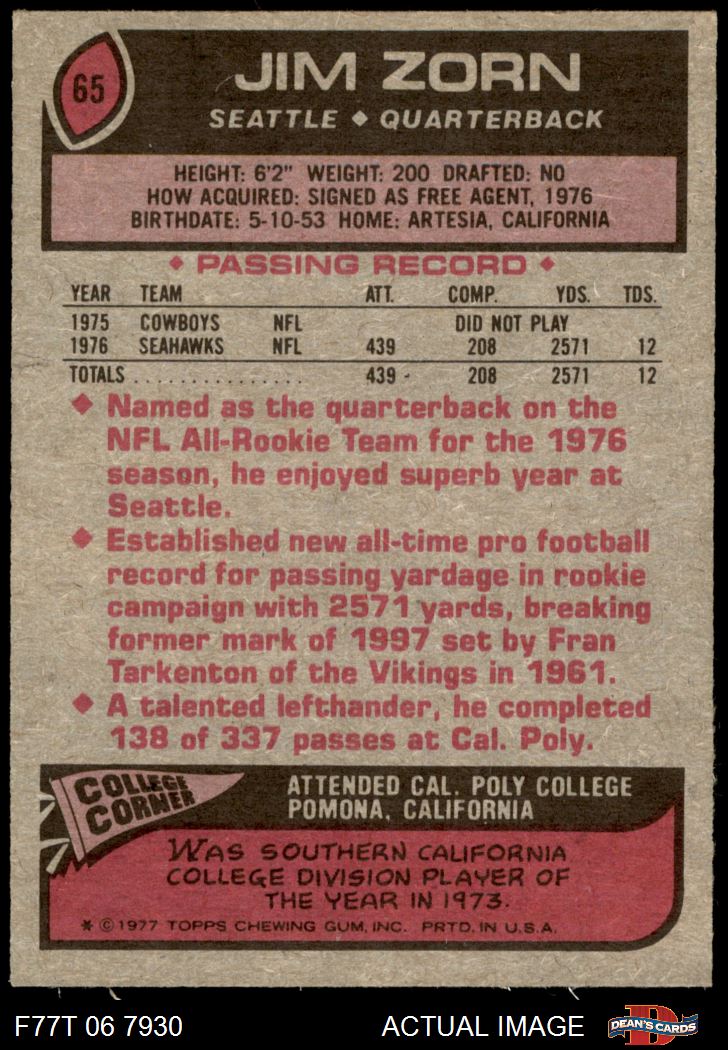 65
JIM ZORN
SEATTLE ◆ QUARTERBACK
HEIGHT: 6'2" WEIGHT: 200 DRAFTED: NO
HOW ACQUIRED: SIGNED AS FREE AGENT, 1976
BIRTHDATE: 5-10-53 HOME: ARTESIA, CALIFORNIA
◆ PASSING RECORD ◆
YEAR TEAM ATT. COMP. YDS. TDS.
1975 COWBOYS NFL DID NOT PLAY
1976 SEAHAWKS NFL 439 208 2571 12
TOTALS . . . . . . . . . . . . . . . . 439 208 2571 12
◆ Named as the quarterback on the
NFL All-Rookie Team for the 1976
season, he enjoyed superb year at
Seattle.
◆ Established new all-time pro football
record for passing yardage in rookie
campaign with 2571 yards, breaking
former mark of 1997 set by Fran
Tarkenton of the Vikings in 1961.
◆ A talented lefthander, he completed
138 of 337 passes at Cal. Poly.
COLLEGE
CORNER
ATTENDED CAL. POLY COLLEGE
POMONA, CALIFORNIA
WAS SOUTHERN CALIFORNIA
COLLEGE DIVISION PLAYER OF
THE YEAR IN 1973.
* © 1977 TOPPS CHEWING GUM, INC. PRTD. IN U.S.A.
F77T 06 7930 ACTUAL IMAGE
D
DEAN'S CARDS